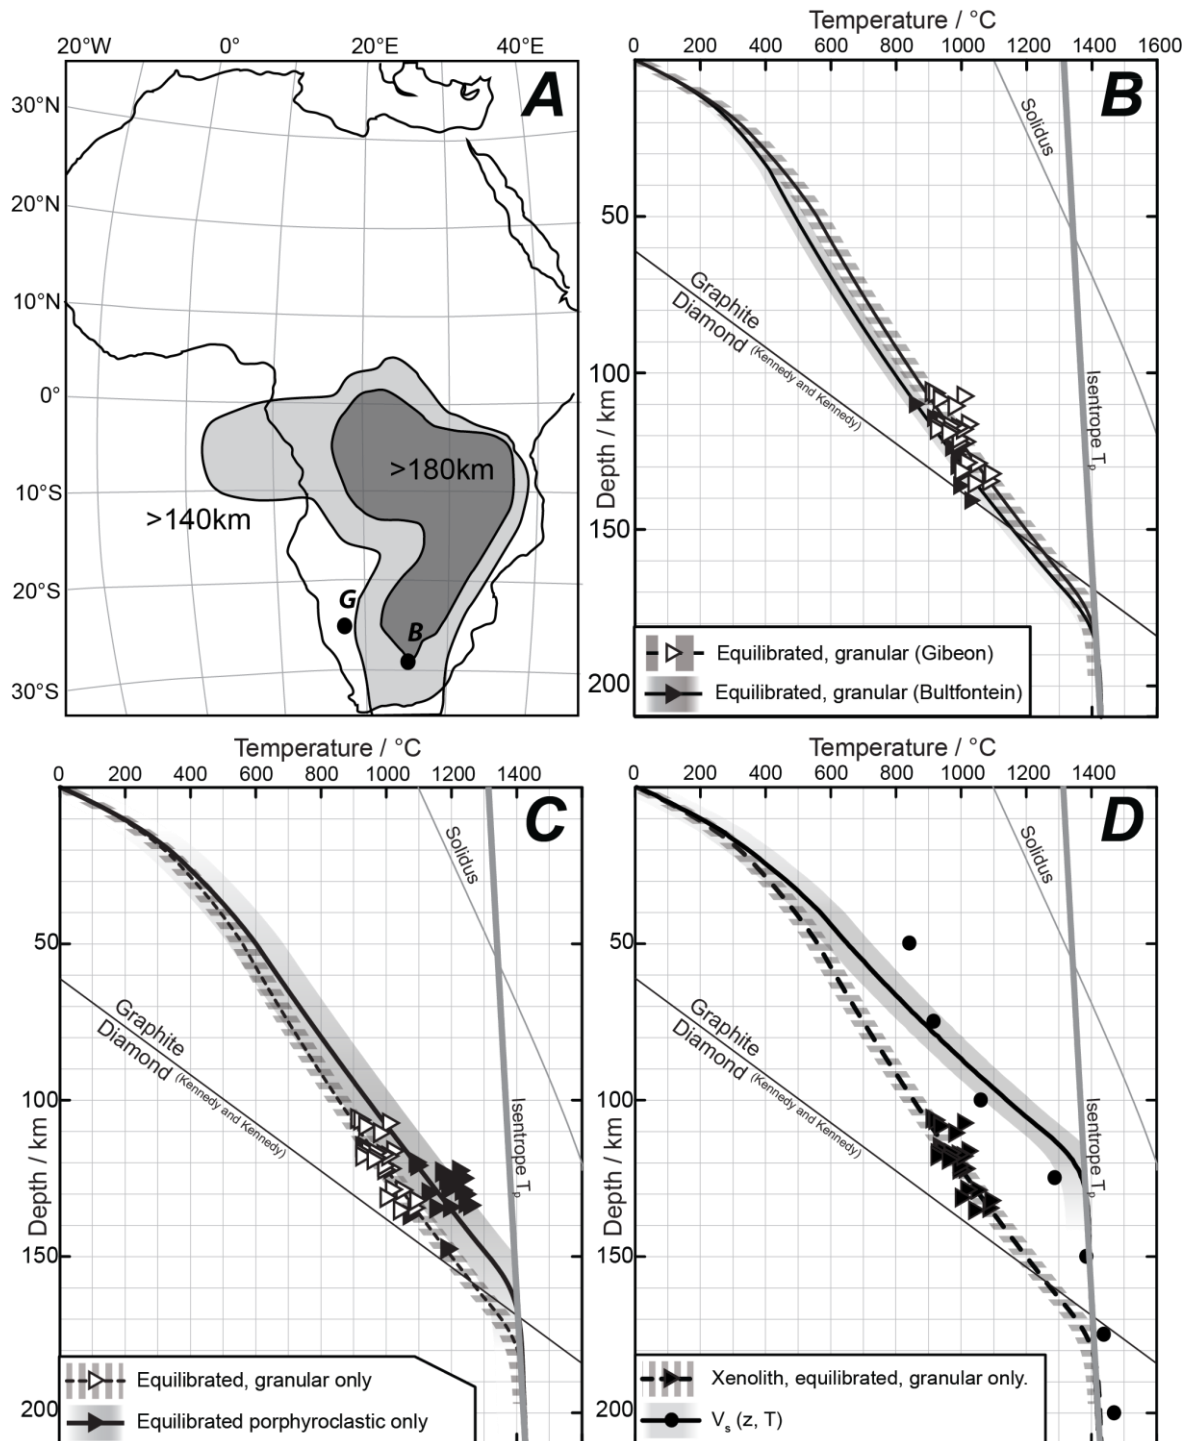 20°W 0° 20°E 40°E
A
30°N
20°N
10°N
0°
10°S
20°S
30°S
>180km
>140km
G
B
Temperature / °C
0 200 400 600 800 1000 1200 1400 1600
B
Solidus
50
Graphite
Diamond (Kennedy and Kennedy)
100
Depth / km
Isentrope Tp
150
200
Equilibrated, granular (Gibeon)
Equilibrated, granular (Bultfontein)
Temperature / °C
0 200 400 600 800 1000 1200 1400
C
Solidus
50
Graphite
Diamond (Kennedy and Kennedy)
100
Depth / km
Isentrope Tp
150
200
Equilibrated, granular only
Equilibrated porphyroclastic only
Temperature / °C
0 200 400 600 800 1000 1200 1400
D
Solidus
50
Graphite
Diamond (Kennedy and Kennedy)
100
Depth / km
Isentrope Tp
150
200
Xenolith, equilibrated, granular only.
Vs (z, T)